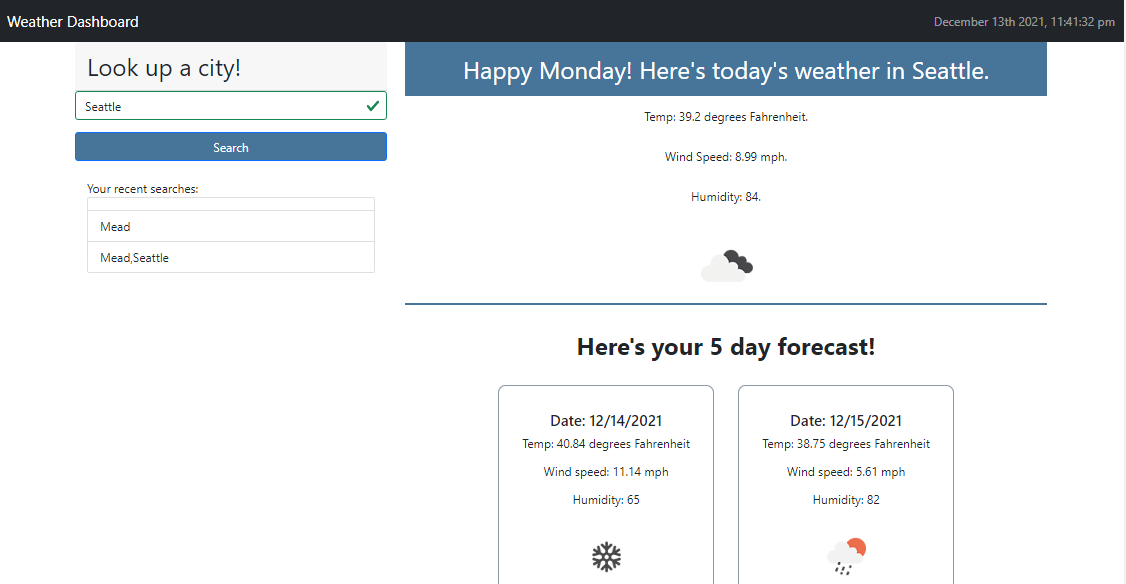 Weather Dashboard
December 13th 2021, 11:41:32 pm
Look up a city!
Seattle
Search
Your recent searches:
Mead
Mead,Seattle
Happy Monday! Here's today's weather in Seattle.
Temp: 39.2 degrees Fahrenheit.
Wind Speed: 8.99 mph.
Humidity: 84.
Here's your 5 day forecast!
Date: 12/14/2021
Temp: 40.84 degrees Fahrenheit
Wind speed: 11.14 mph
Humidity: 65
Date: 12/15/2021
Temp: 38.75 degrees Fahrenheit
Wind speed: 5.61 mph
Humidity: 82